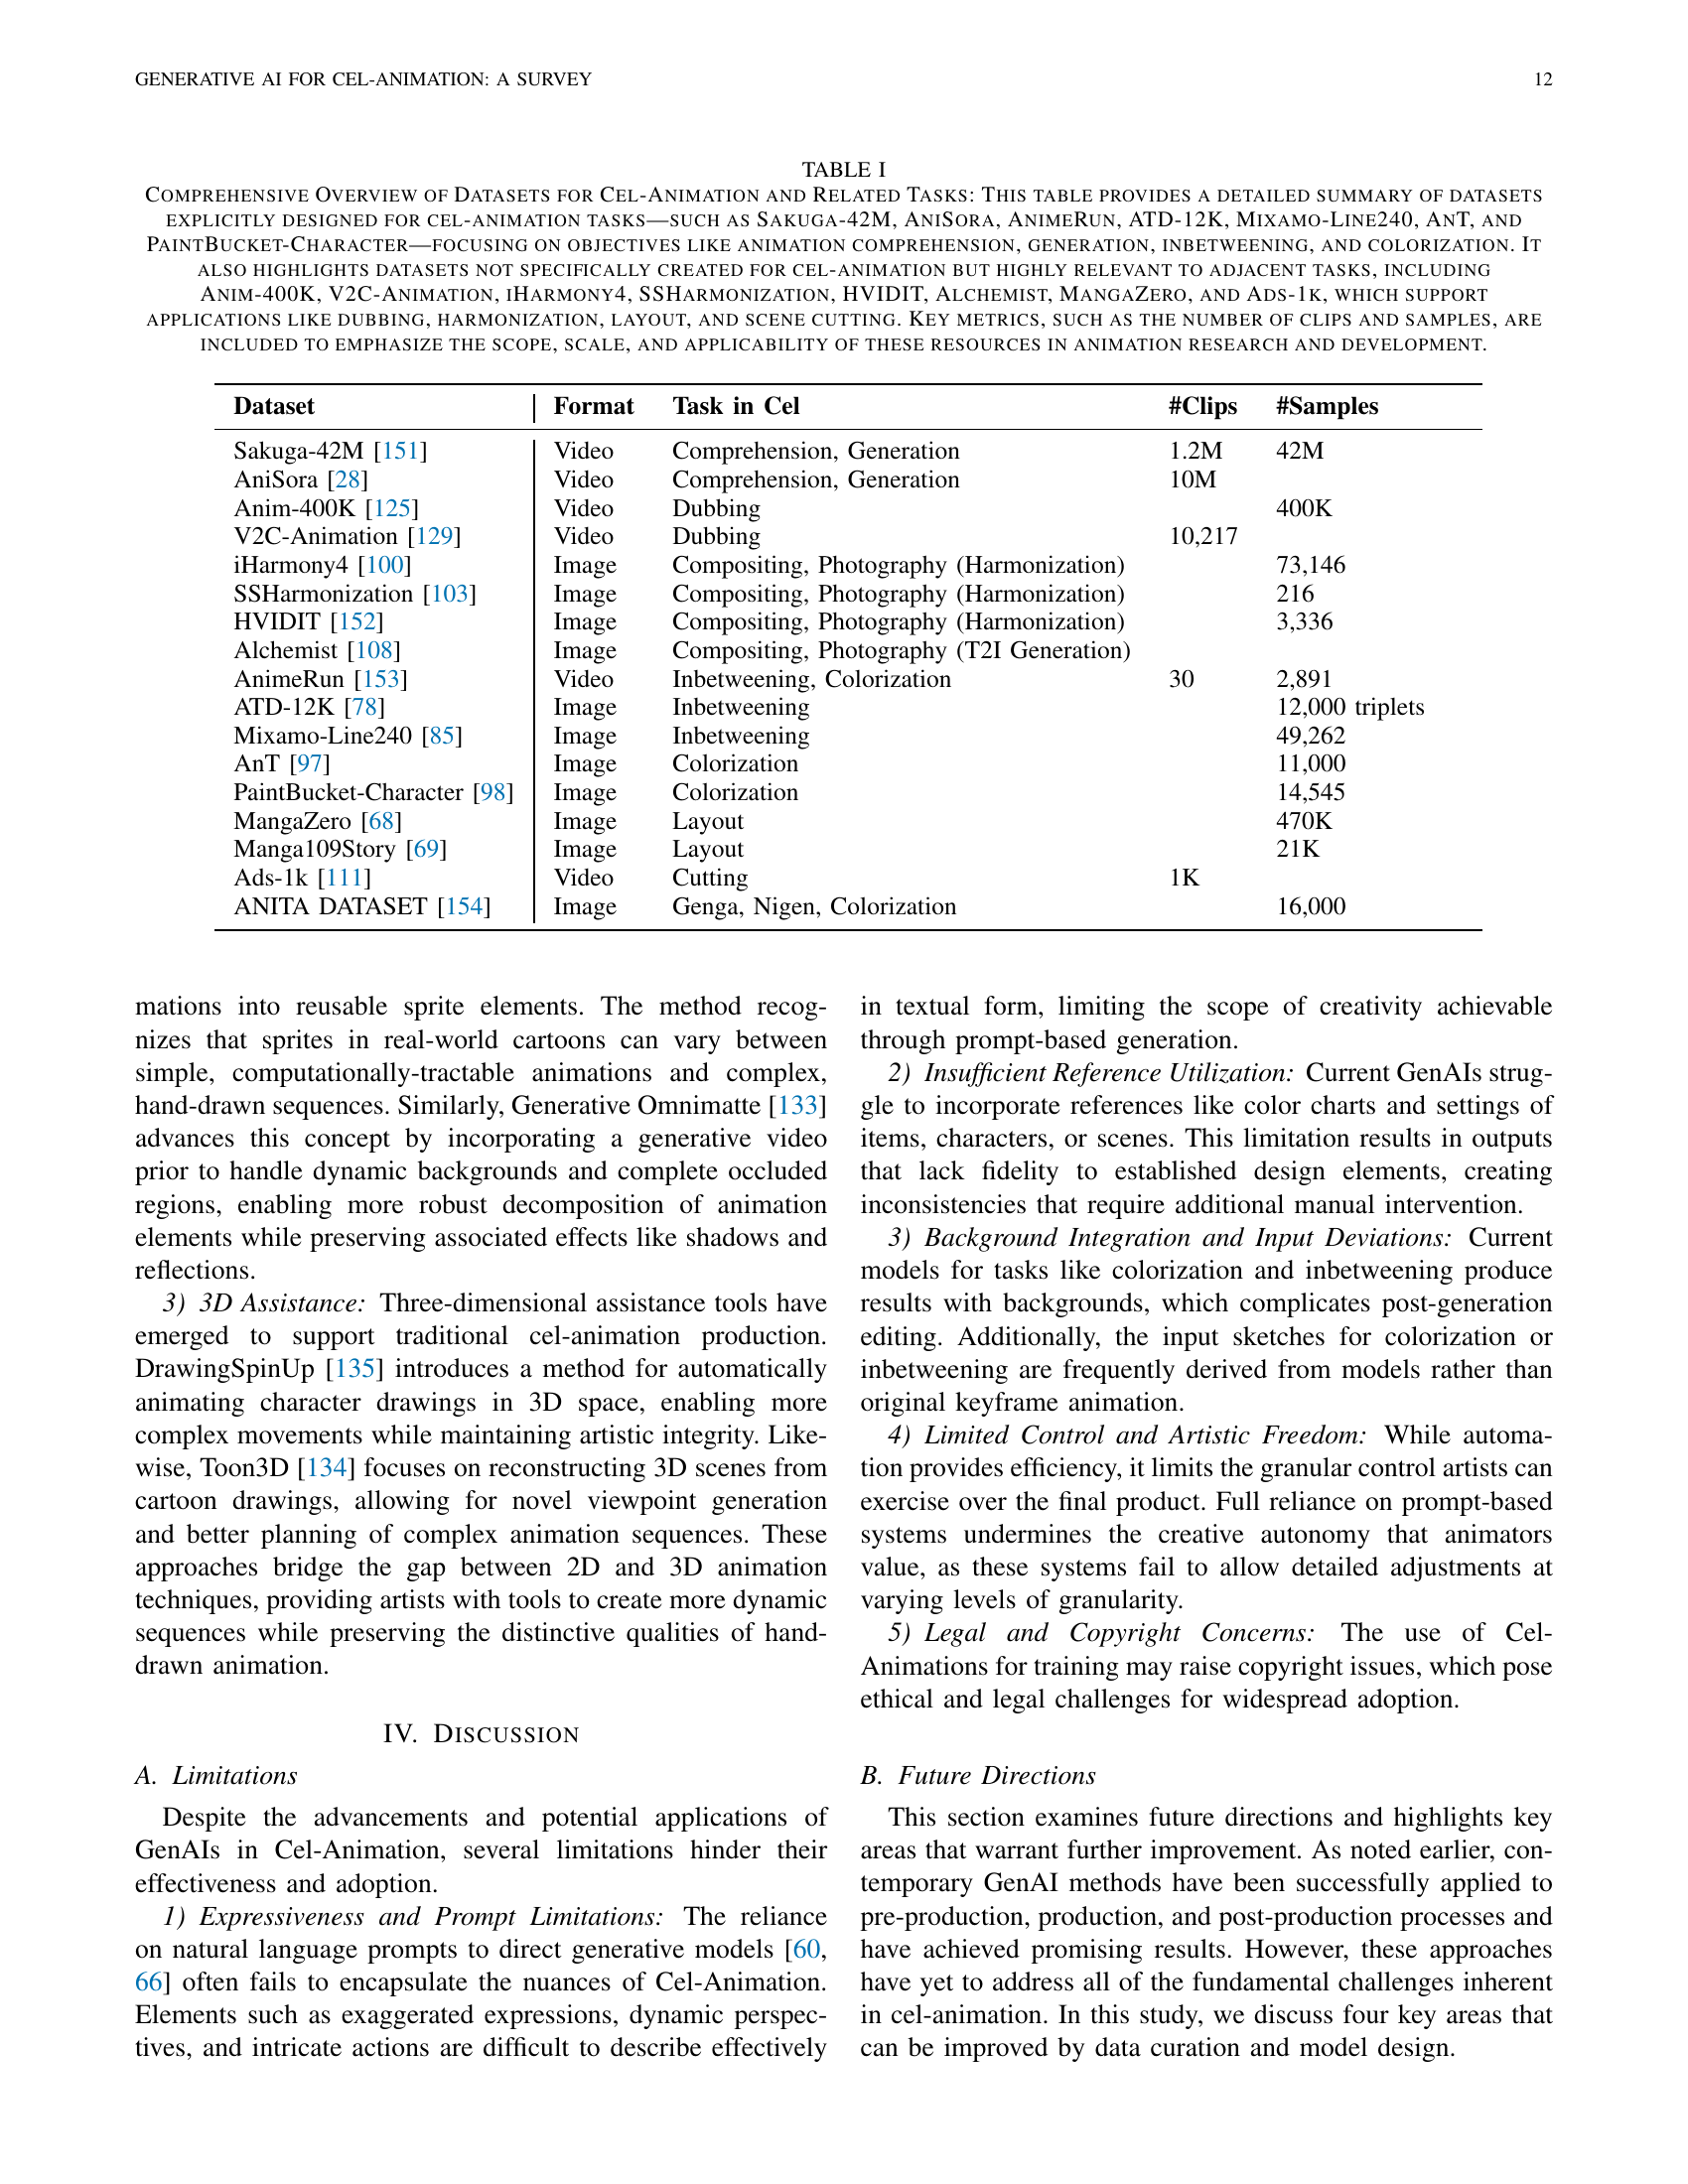 GENERATIVE AI FOR CEL-ANIMATION: A SURVEY 12
TABLE I
COMPREHENSIVE OVERVIEW OF DATASETS FOR CEL-ANIMATION AND RELATED TASKS: THIS TABLE PROVIDES A DETAILED SUMMARY OF DATASETS
EXPLICITLY DESIGNED FOR CEL-ANIMATION TASKS—SUCH AS SAKUGA-42M, ANISORA, ANIMERUN, ATD-12K, MIXAMO-LINE240, ANT, AND
PAINTBUCKET-CHARACTER—FOCUSING ON OBJECTIVES LIKE ANIMATION COMPREHENSION, GENERATION, INBETWEENING, AND COLORIZATION. IT
ALSO HIGHLIGHTS DATASETS NOT SPECIFICALLY CREATED FOR CEL-ANIMATION BUT HIGHLY RELEVANT TO ADJACENT TASKS, INCLUDING
ANIM-400K, V2C-ANIMATION, IHARMONY4, SSHARMONIZATION, HVIDIT, ALCHEMIST, MANGAZERO, AND ADS-1K, WHICH SUPPORT
APPLICATIONS LIKE DUBBING, HARMONIZATION, LAYOUT, AND SCENE CUTTING. KEY METRICS, SUCH AS THE NUMBER OF CLIPS AND SAMPLES, ARE
INCLUDED TO EMPHASIZE THE SCOPE, SCALE, AND APPLICABILITY OF THESE RESOURCES IN ANIMATION RESEARCH AND DEVELOPMENT.
Dataset Format Task in Cel #Clips #Samples
Sakuga-42M [151] Video Comprehension, Generation 1.2M 42M
AniSora [28] Video Comprehension, Generation 10M
Anim-400K [125] Video Dubbing 400K
V2C-Animation [129] Video Dubbing 10,217
iHarmony4 [100] Image Compositing, Photography (Harmonization) 73,146
SSHarmonization [103] Image Compositing, Photography (Harmonization) 216
HVIDIT [152] Image Compositing, Photography (Harmonization) 3,336
Alchemist [108] Image Compositing, Photography (T2I Generation)
AnimeRun [153] Video Inbetweening, Colorization 30 2,891
ATD-12K [78] Image Inbetweening 12,000 triplets
Mixamo-Line240 [85] Image Inbetweening 49,262
AnT [97] Image Colorization 11,000
PaintBucket-Character [98] Image Colorization 14,545
MangaZero [68] Image Layout 470K
Manga109Story [69] Image Layout 21K
Ads-1k [111] Video Cutting 1K
ANITA DATASET [154] Image Genga, Nigen, Colorization 16,000
mations into reusable sprite elements. The method recog-
nizes that sprites in real-world cartoons can vary between
simple, computationally-tractable animations and complex,
hand-drawn sequences. Similarly, Generative Omnimatte [133]
advances this concept by incorporating a generative video
prior to handle dynamic backgrounds and complete occluded
regions, enabling more robust decomposition of animation
elements while preserving associated effects like shadows and
reflections.
3) 3D Assistance: Three-dimensional assistance tools have
emerged to support traditional cel-animation production.
DrawingSpinUp [135] introduces a method for automatically
animating character drawings in 3D space, enabling more
complex movements while maintaining artistic integrity. Like-
wise, Toon3D [134] focuses on reconstructing 3D scenes from
cartoon drawings, allowing for novel viewpoint generation
and better planning of complex animation sequences. These
approaches bridge the gap between 2D and 3D animation
techniques, providing artists with tools to create more dynamic
sequences while preserving the distinctive qualities of hand-
drawn animation.
IV. DISCUSSION
A. Limitations
Despite the advancements and potential applications of
GenAIs in Cel-Animation, several limitations hinder their
effectiveness and adoption.
1) Expressiveness and Prompt Limitations: The reliance
on natural language prompts to direct generative models [60,
66] often fails to encapsulate the nuances of Cel-Animation.
Elements such as exaggerated expressions, dynamic perspec-
tives, and intricate actions are difficult to describe effectively
in textual form, limiting the scope of creativity achievable
through prompt-based generation.
2) Insufficient Reference Utilization: Current GenAIs strug-
gle to incorporate references like color charts and settings of
items, characters, or scenes. This limitation results in outputs
that lack fidelity to established design elements, creating
inconsistencies that require additional manual intervention.
3) Background Integration and Input Deviations: Current
models for tasks like colorization and inbetweening produce
results with backgrounds, which complicates post-generation
editing. Additionally, the input sketches for colorization or
inbetweening are frequently derived from models rather than
original keyframe animation.
4) Limited Control and Artistic Freedom: While automa-
tion provides efficiency, it limits the granular control artists can
exercise over the final product. Full reliance on prompt-based
systems undermines the creative autonomy that animators
value, as these systems fail to allow detailed adjustments at
varying levels of granularity.
5) Legal and Copyright Concerns: The use of Cel-
Animations for training may raise copyright issues, which pose
ethical and legal challenges for widespread adoption.
B. Future Directions
This section examines future directions and highlights key
areas that warrant further improvement. As noted earlier, con-
temporary GenAI methods have been successfully applied to
pre-production, production, and post-production processes and
have achieved promising results. However, these approaches
have yet to address all of the fundamental challenges inherent
in cel-animation. In this study, we discuss four key areas that
can be improved by data curation and model design.